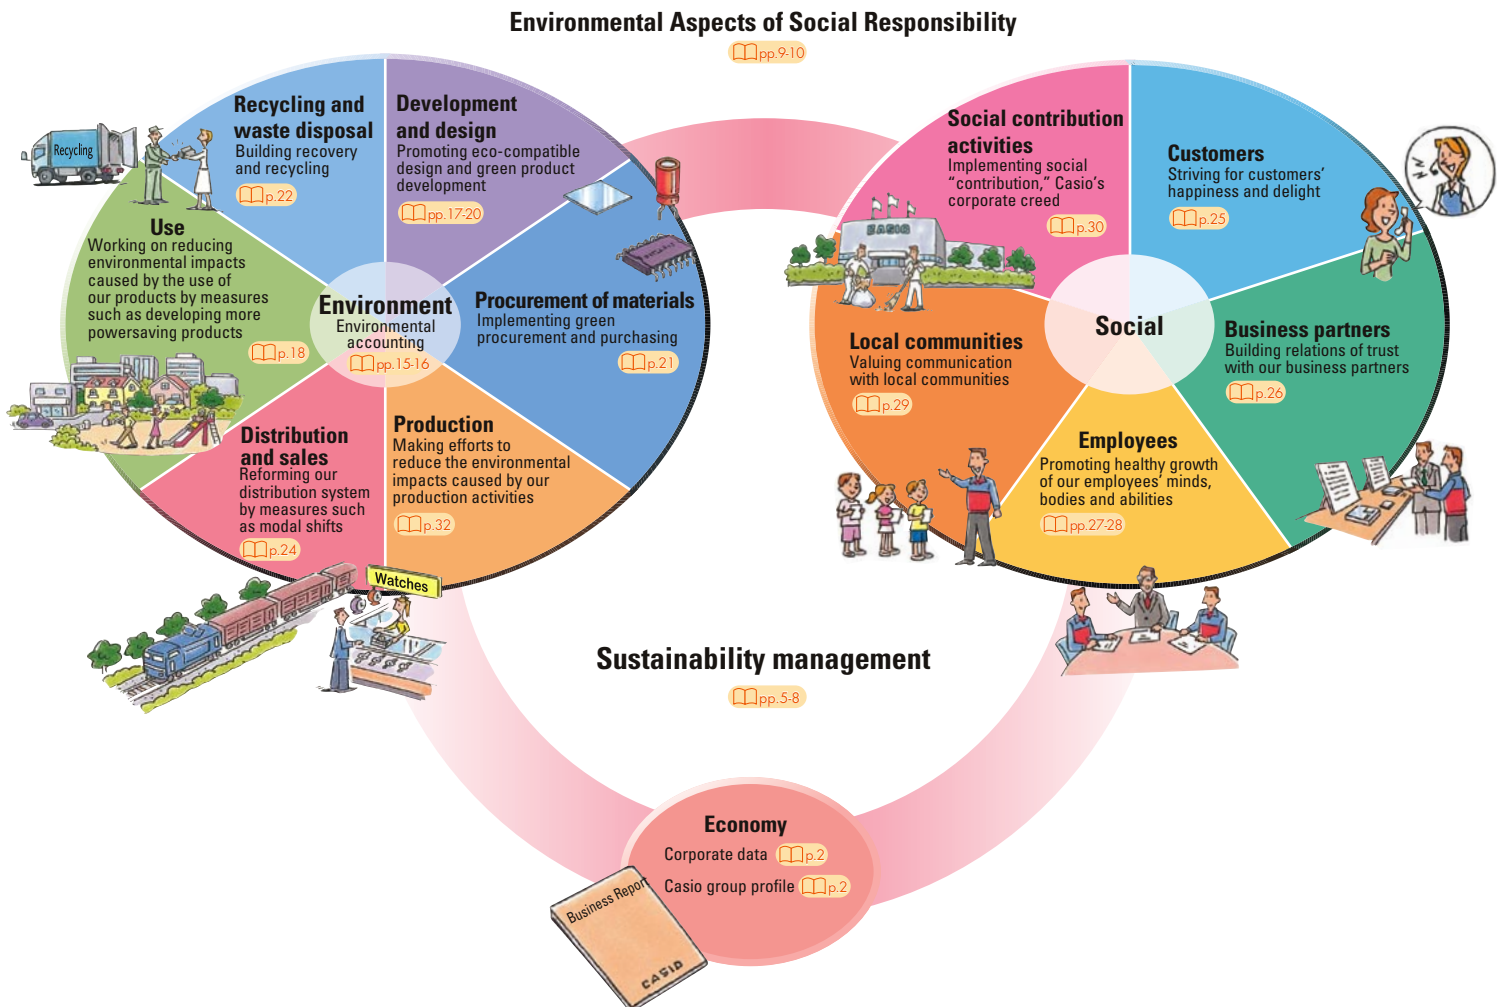 Environmental Aspects of Social Responsibility
pp.9-10
Recycling and
waste disposal
Building recovery
and recycling
p.22
Development
and design
Promoting eco-compatible
design and green product
development
pp.17-20
Recycling
Use
Working on reducing
environmental impacts
caused by the use of
our products by measures
such as developing more
powersaving products
p.18
Environment
Environmental
accounting
pp.15-16
Procurement of materials
Implementing green
procurement and purchasing
p.21
Distribution
and sales
Reforming our
distribution system
by measures such
as modal shifts
p.24
Production
Making efforts to
reduce the environmental
impacts caused by our
production activities
p.32
Watches
Social contribution
activities
Implementing social
“contribution,” Casio’s
corporate creed
p.30
CASIO
Customers
Striving for customers’
happiness and delight
p.25
Local communities
Valuing communication
with local communities
p.29
Social
Business partners
Building relations of trust
with our business partners
p.26
Employees
Promoting healthy growth
of our employees’ minds,
bodies and abilities
pp.27-28
Sustainability management
pp.5-8
Economy
Corporate data p.2
Casio group profile p.2
Business Report
CASIO